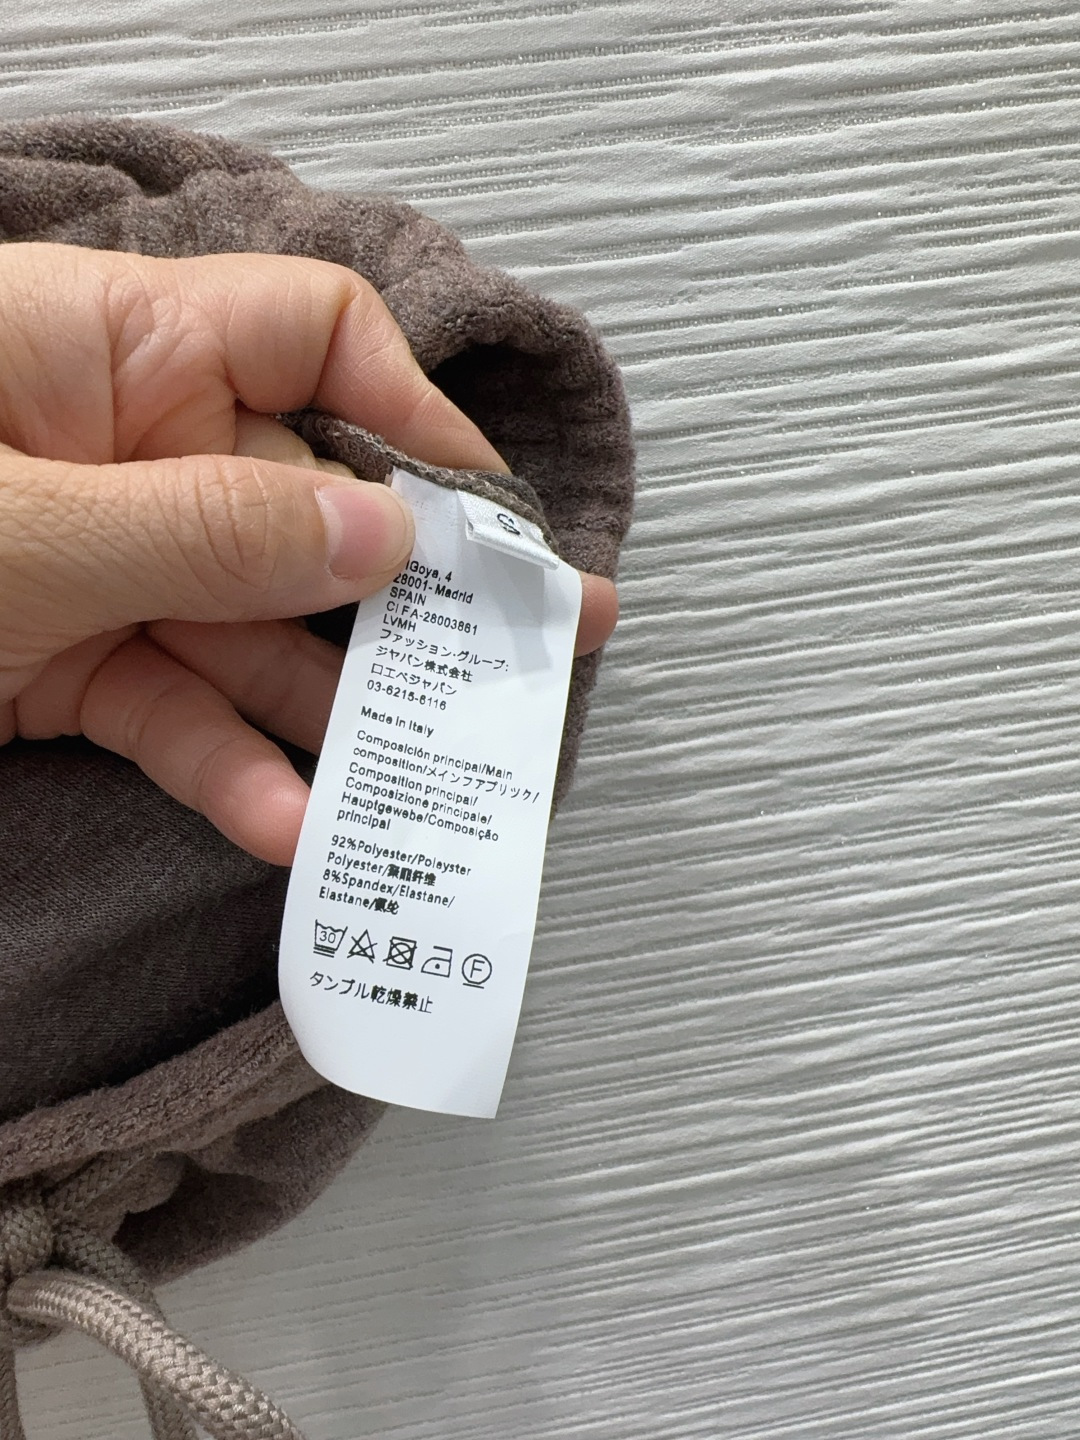 S
Goya, 4
28001- Madrid
SPAIN
CIF A-28003861
LVMH
ファッション・グループ:
ジャパン株式会社
ロエベジャパン
03-6215-6116
Made in Italy
Composición principal/Main
composition/メインファブリック/
Composition principal/
Composizione principale/
Hauptgewebe/Composição
principal
92%Polyester/Poleyster
Polyester/聚酯纤维
8%Spandex/Elastane/
Elastane/氨纶
30
F
タンブル乾燥禁止